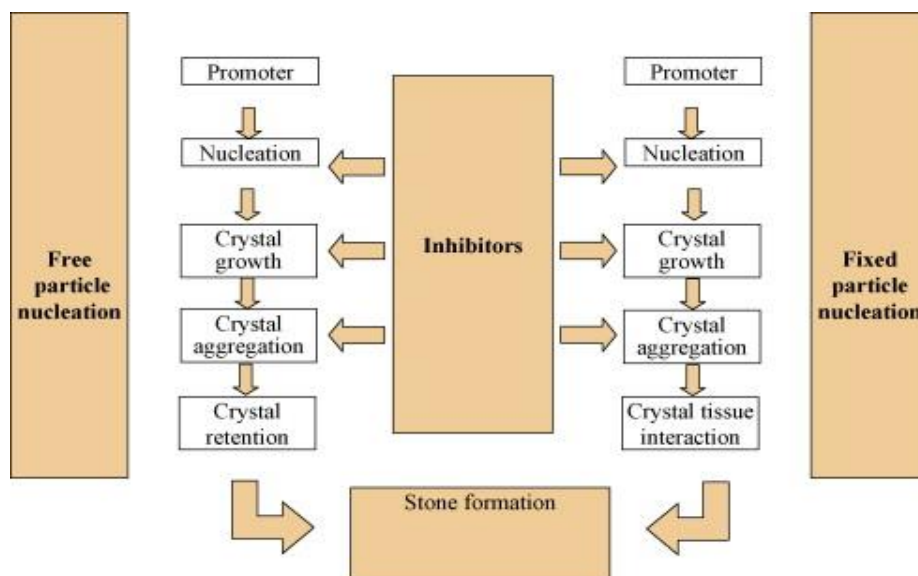 Free
particle
nucleation
Promoter
Nucleation
Crystal
growth
Crystal
aggregation
Crystal
retention
Inhibitors
Promoter
Nucleation
Crystal
growth
Crystal
aggregation
Crystal tissue
interaction
Fixed
particle
nucleation
Stone formation